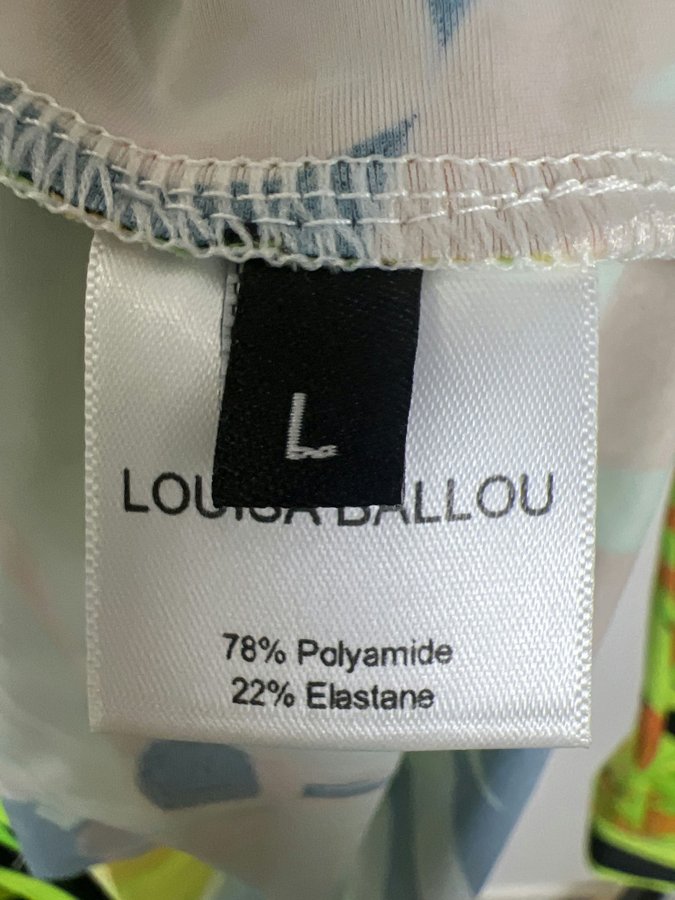 L
LOUISA BALLOU
78% Polyamide
22% Elastane